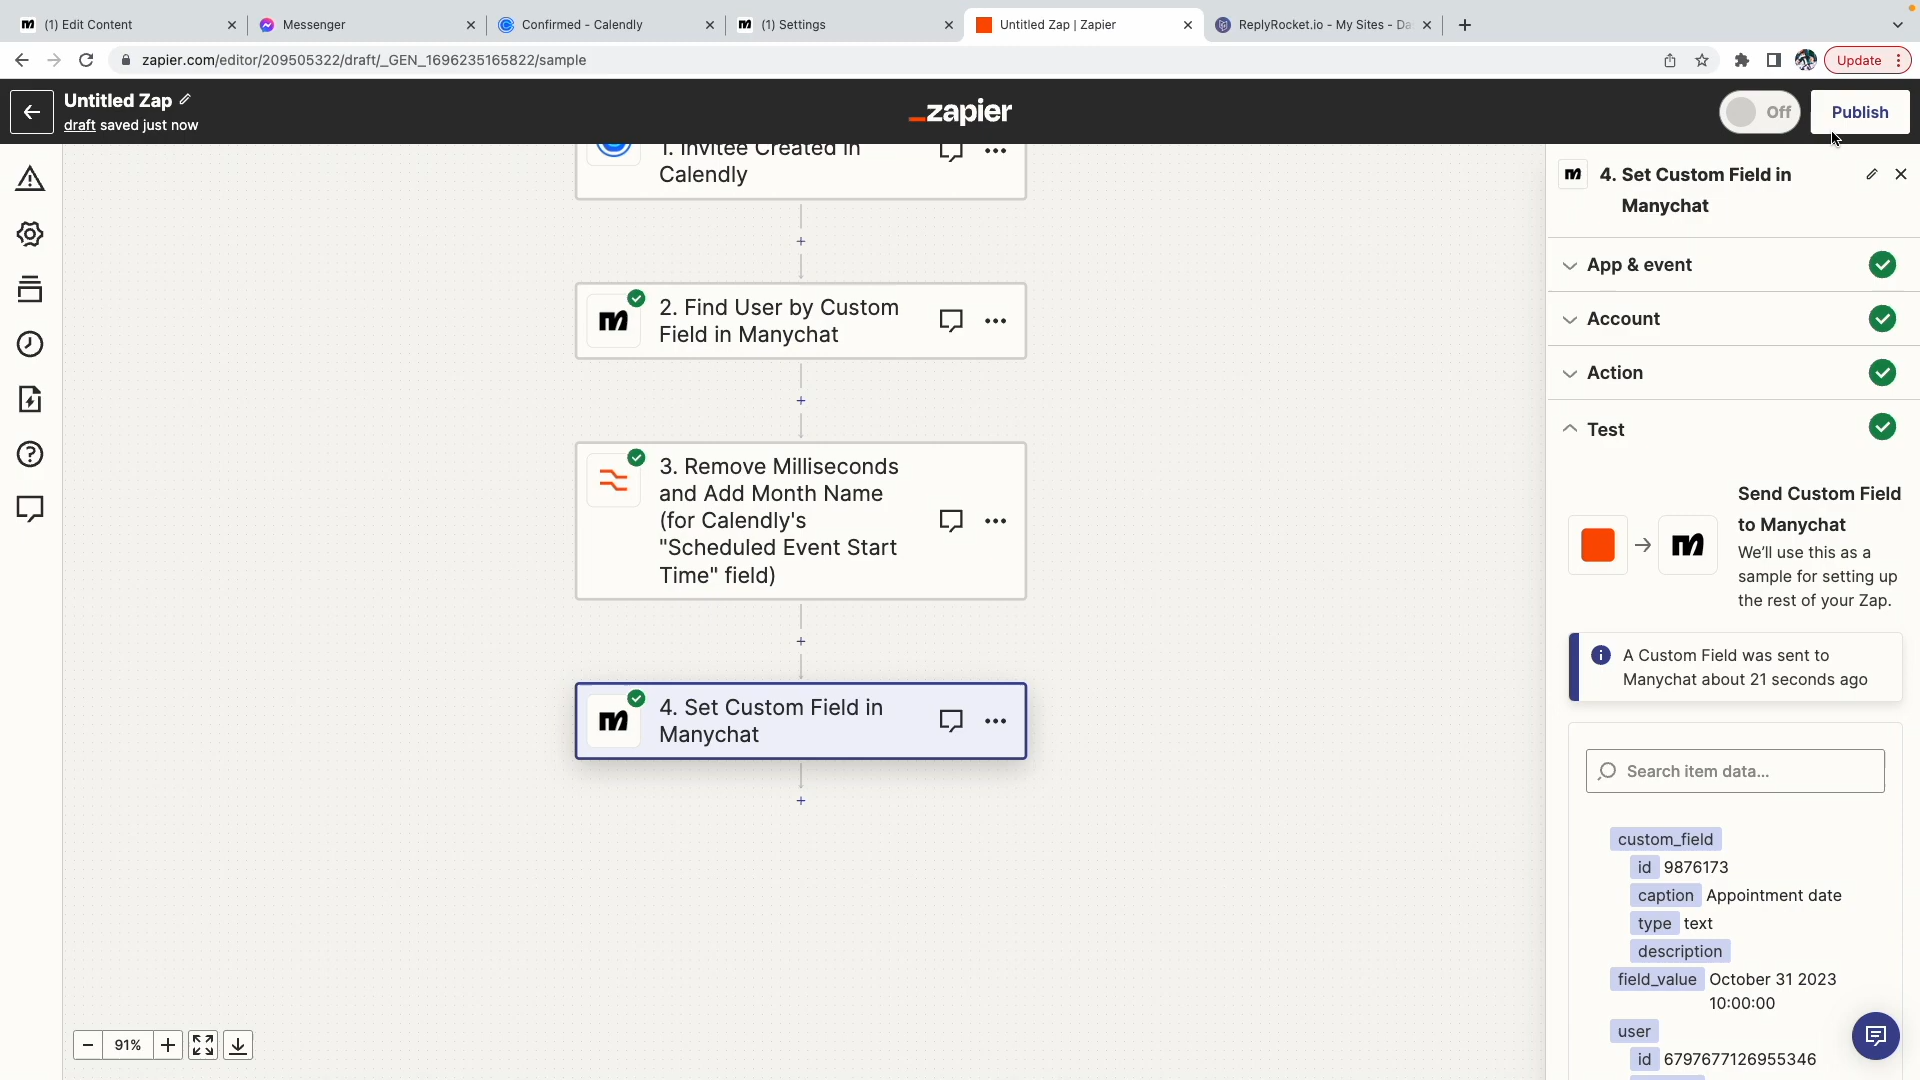 (1) Edit Content
Messenger
Confirmed - Calendly
(1) Settings
Untitled Zap | Zapier
ReplyRocket.io - My Sites - Da
zapier.com/editor/209505322/draft/_GEN_1696235165822/sample
Update
Untitled Zap
draft saved just now
_zapier
Off
Publish
1. Invitee Created in
Calendly
2. Find User by Custom
Field in Manychat
3. Remove Milliseconds
and Add Month Name
(for Calendly's
"Scheduled Event Start
Time" field)
4. Set Custom Field in
Manychat
91%
4. Set Custom Field in
Manychat
App & event
Account
Action
Test
Send Custom Field
to Manychat
We'll use this as a
sample for setting up
the rest of your Zap.
A Custom Field was sent to
Manychat about 21 seconds ago
Search item data...
custom_field
id 9876173
caption Appointment date
type text
description
field_value October 31 2023
10:00:00
user
id 6797677126955346